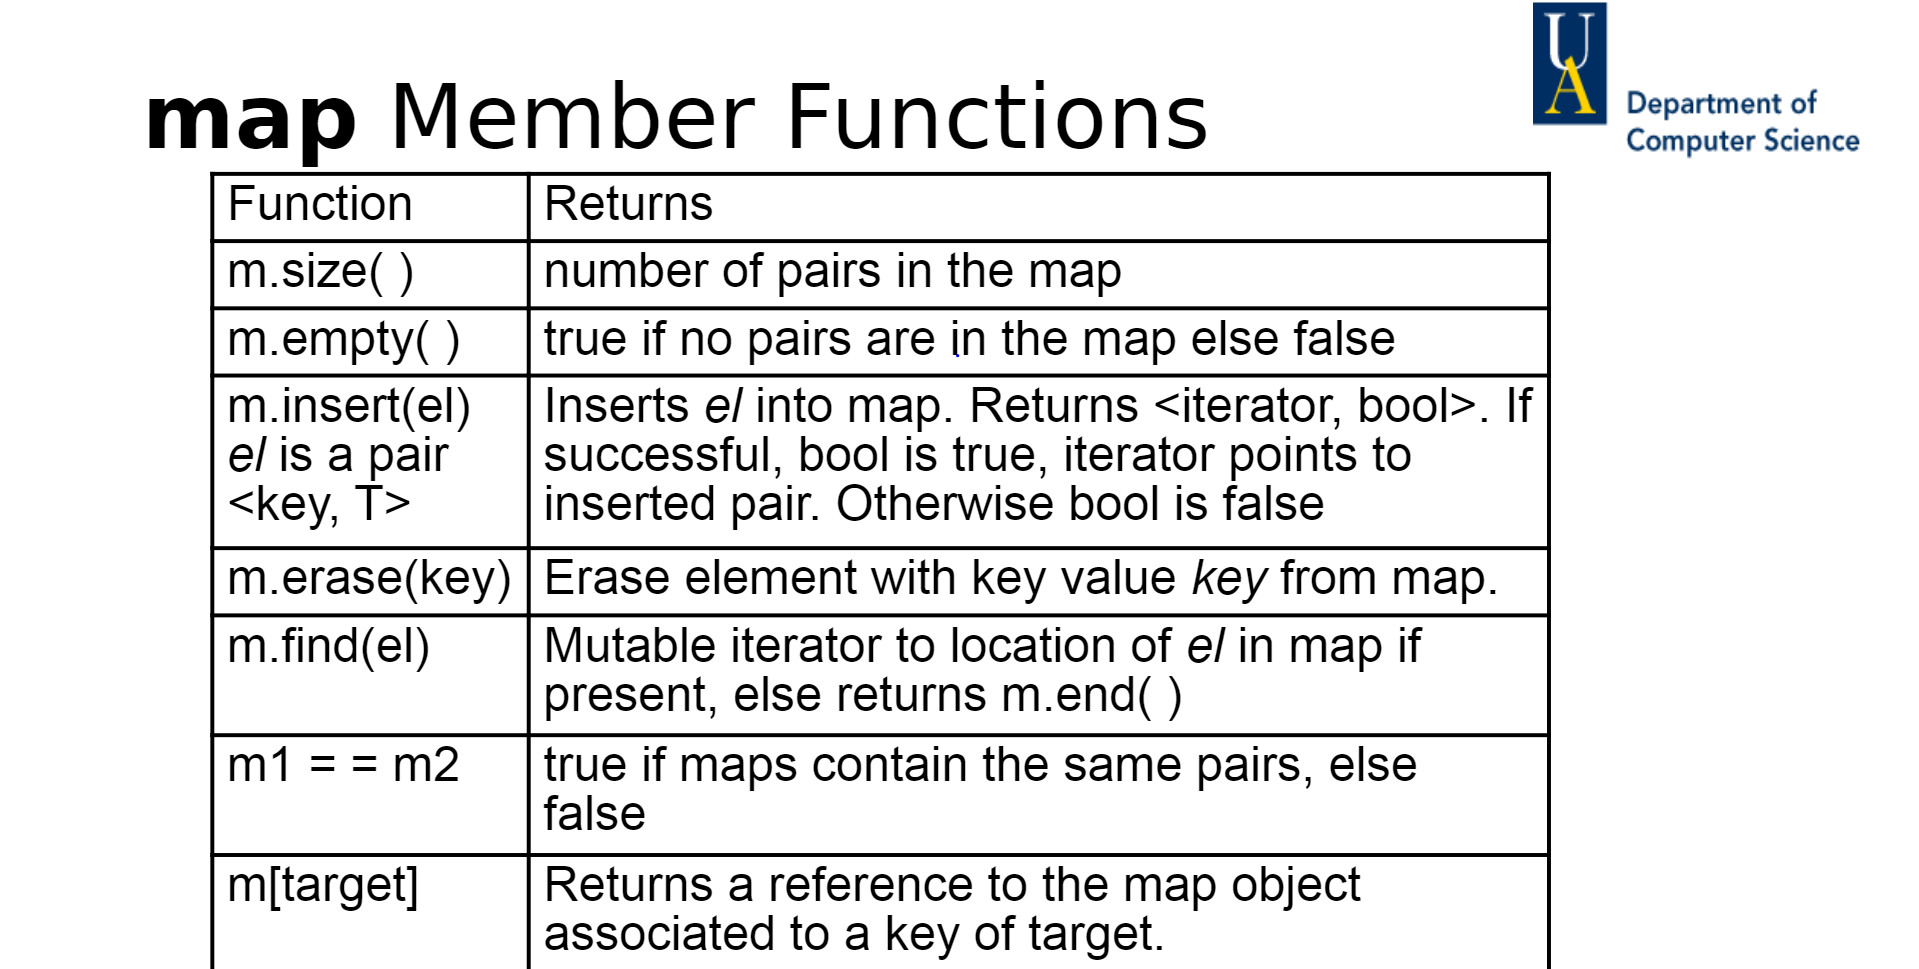 UA
Department of
Computer Science
map Member Functions
Function
Returns
m.size( )
number of pairs in the map
m.empty( )
true if no pairs are in the map else false
m.insert(el)
el is a pair
<key, T>
Inserts el into map. Returns <iterator, bool>. If
successful, bool is true, iterator points to
inserted pair. Otherwise bool is false
m.erase(key)
Erase element with key value key from map.
m.find(el)
Mutable iterator to location of el in map if
present, else returns m.end( )
m1 = = m2
true if maps contain the same pairs, else
false
m[target]
Returns a reference to the map object
associated to a key of target.